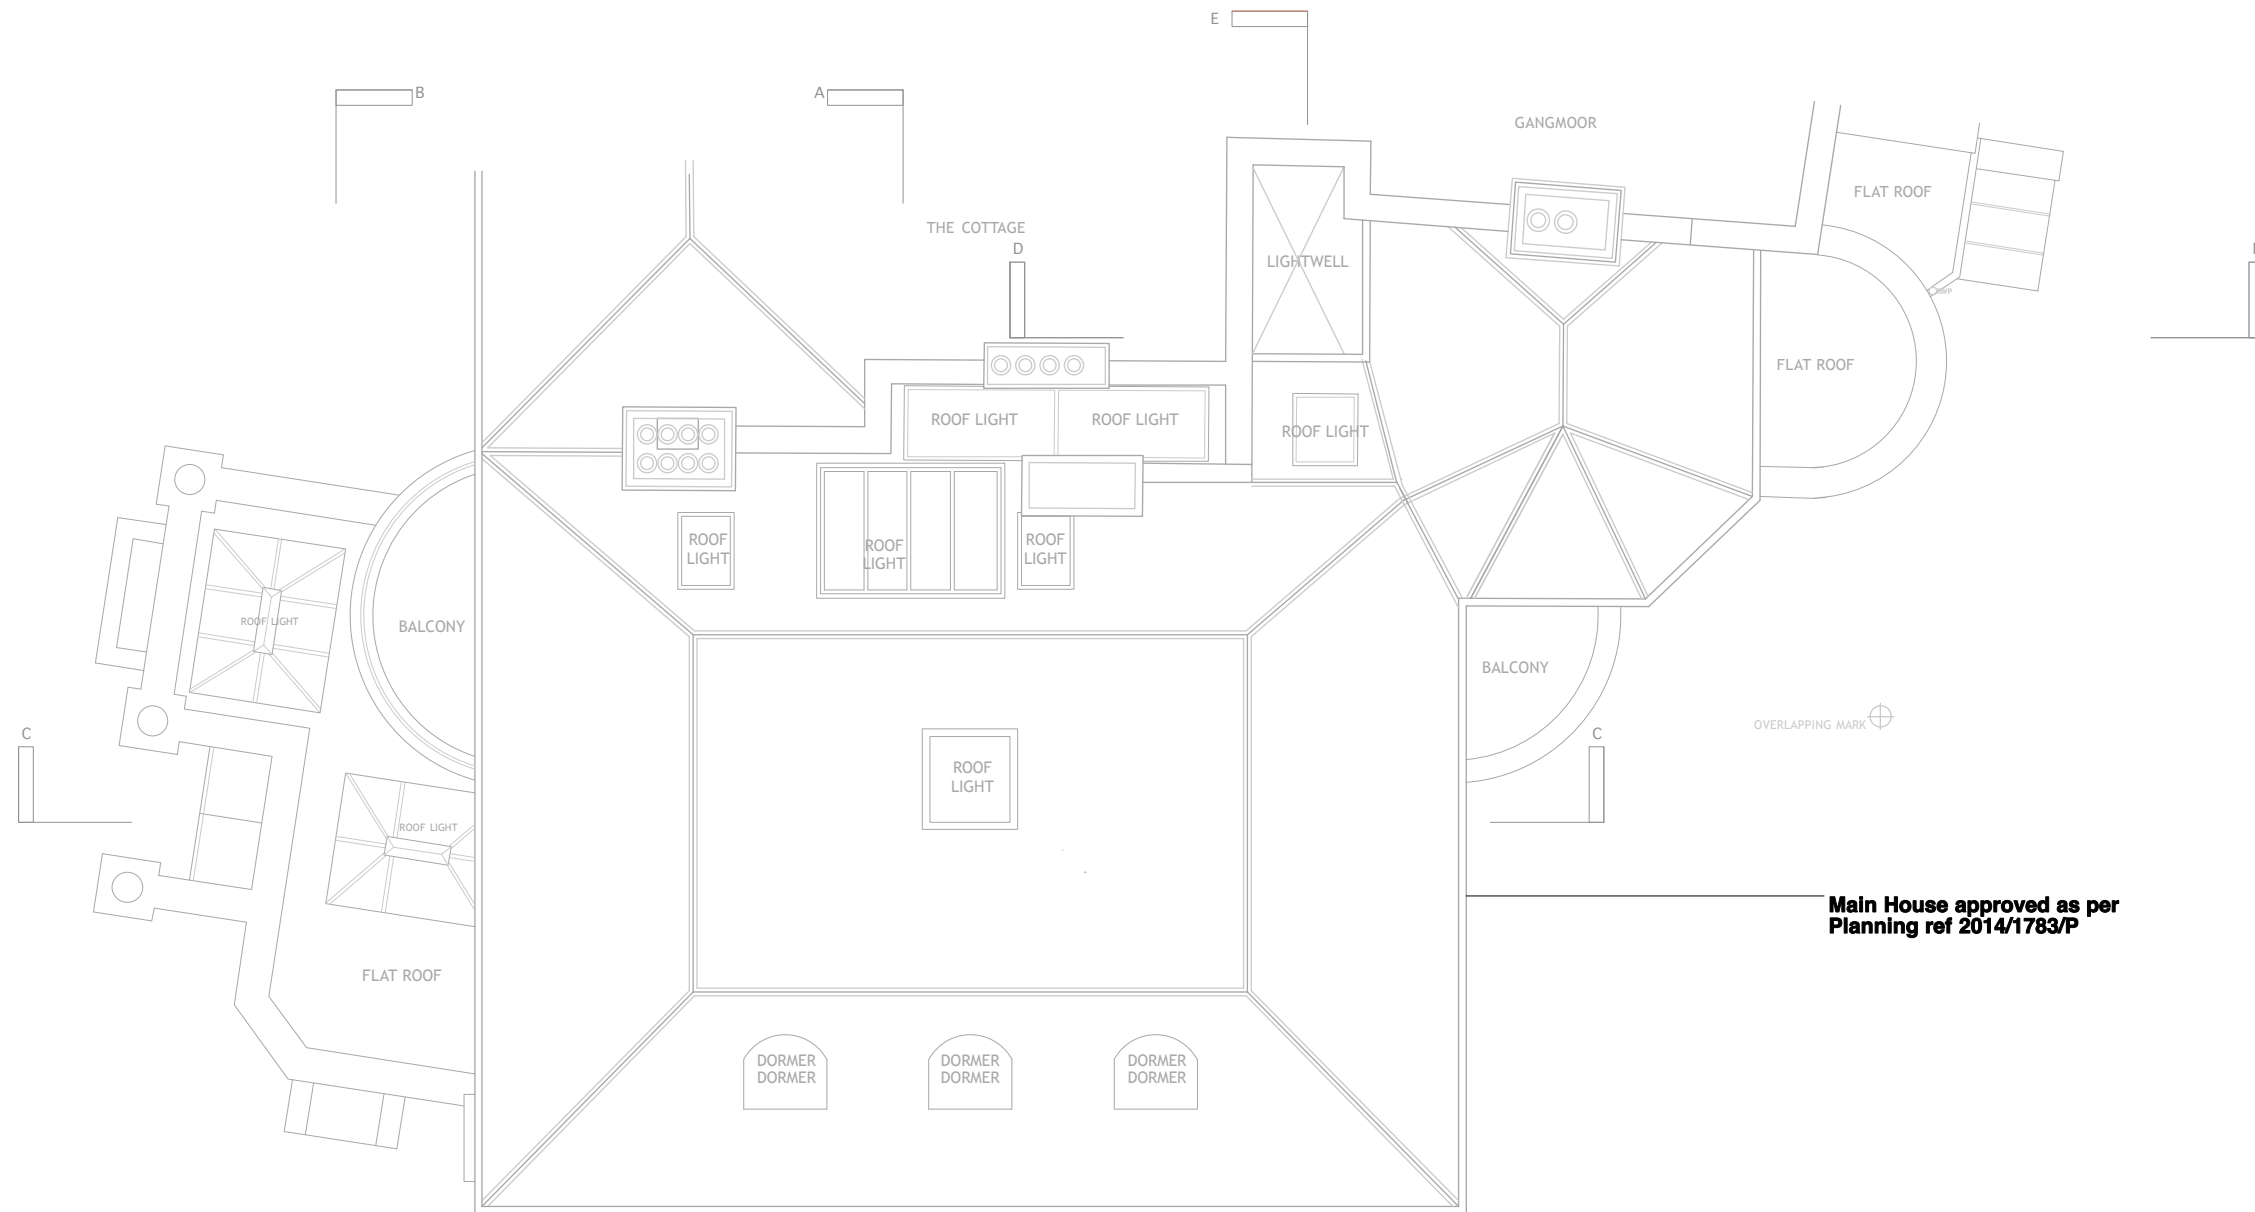 E
B
A
GANGMOOR
FLAT ROOF
THE COTTAGE
D
LIGHTWELL
RWP
FLAT ROOF
ROOF LIGHT
ROOF LIGHT
ROOF LIGHT
ROOF
LIGHT
ROOF
LIGHT
ROOF
LIGHT
ROOF LIGHT
BALCONY
BALCONY
OVERLAPPING MARK
C
C
ROOF
LIGHT
ROOF LIGHT
Main House approved as per
Planning ref 2014/1783/P
FLAT ROOF
DORMER
DORMER
DORMER
DORMER
DORMER
DORMER